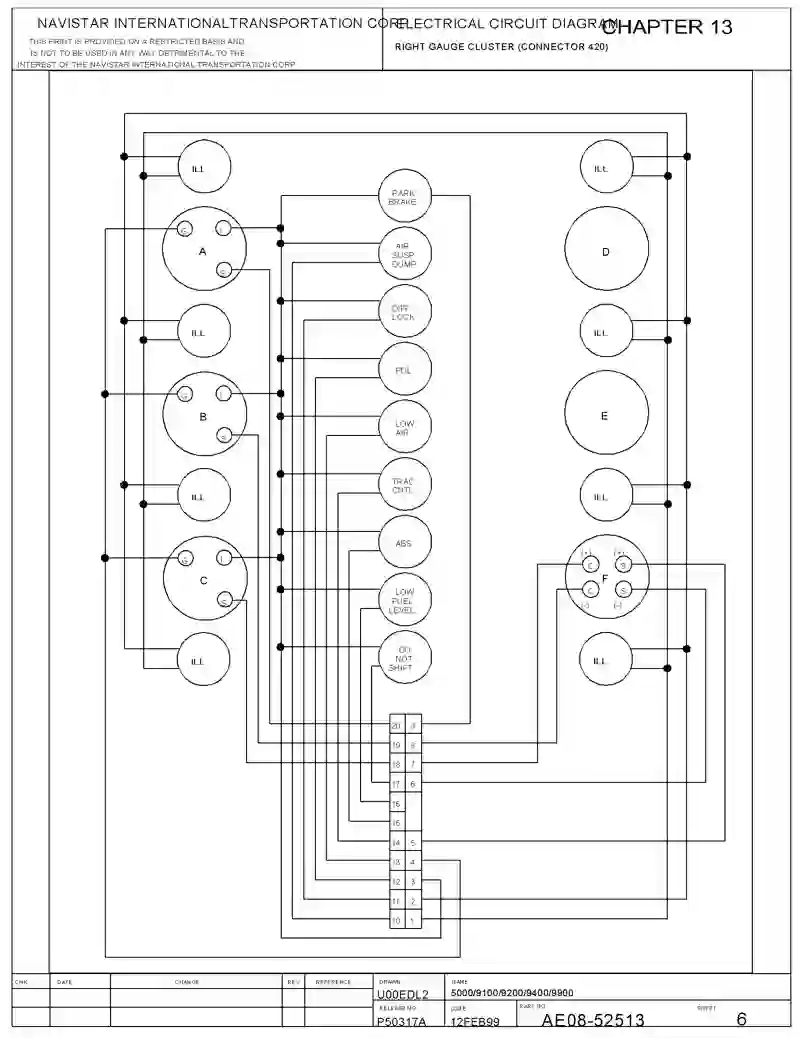 NAVISTAR INTERNATIONALTRANSPORTATION CORP
ELECTRICAL CIRCUIT DIAGRAM
CHAPTER 13
THIS PRINT IS PROVIDED ON A RESTRICTED BASIS AND
IS NOT TO BE USED IN ANY WAY DETRIMENTAL TO THE
INTEREST OF THE NAVISTAR INTERNATIONAL TRANSPORTATION CORP
RIGHT GAUGE CLUSTER (CONNECTOR 420)
ILL
ILL
PARK
BRAKE
G I
A
S
AIR
SUSP
DUMP
D
DIFF
LOCK
ILL
ILL
PDL
G I
B
S
LOW
AIR
E
TRAC
CNTL
ILL
ILL
ABS
G I
C
S
(+) (+)
C S
F
C S
(-) (-)
LOW
FUEL
LEVEL
ILL
DO
NOT
SHIFT
ILL
20 9
19 8
18 7
17 6
16
15
14 5
13 4
12 3
11 2
10 1
CHK DATE CHANGE REV REFERENCE DRAWN NAME
U00EDL2 5000/9100/9200/9400/9900
RELEASE NO. DATE PART NO. SHEET
P50317A 12FEB99 AE08-52513 6